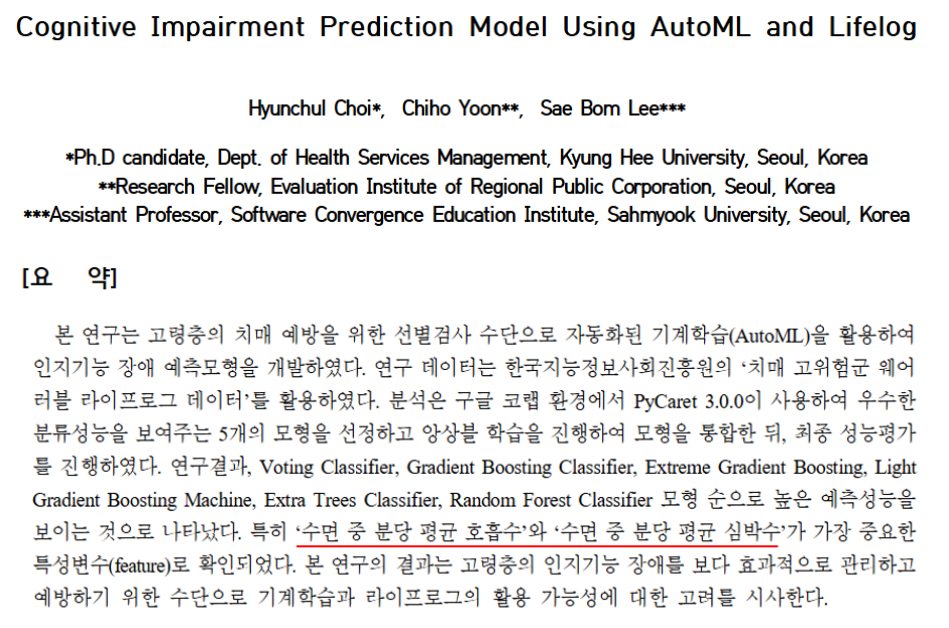 Cognitive Impairment Prediction Model Using AutoML and Lifelog
Hyunchul Choi*, Chiho Yoon**, Sae Bom Lee***
*Ph.D candidate, Dept. of Health Services Management, Kyung Hee University, Seoul, Korea
**Research Fellow, Evaluation Institute of Regional Public Corporation, Seoul, Korea
***Assistant Professor, Software Convergence Education Institute, Sahmyook University, Seoul, Korea
[요 약]
본 연구는 고령층의 치매 예방을 위한 선별검사 수단으로 자동화된 기계학습(AutoML)을 활용하여
인지기능 장애 예측모형을 개발하였다. 연구 데이터는 한국지능정보사회진흥원의 ‘치매 고위험군 웨어
러블 라이프로그 데이터’를 활용하였다. 분석은 구글 코랩 환경에서 PyCaret 3.0.0이 사용하여 우수한
분류성능을 보여주는 5개의 모형을 선정하고 앙상블 학습을 진행하여 모형을 통합한 뒤, 최종 성능평가
를 진행하였다. 연구결과, Voting Classifier, Gradient Boosting Classifier, Extreme Gradient Boosting, Light
Gradient Boosting Machine, Extra Trees Classifier, Random Forest Classifier 모형 순으로 높은 예측성능을
보이는 것으로 나타났다. 특히 ‘수면 중 분당 평균 호흡수’와 ‘수면 중 분당 평균 심박수’가 가장 중요한
특성변수(feature)로 확인되었다. 본 연구의 결과는 고령층의 인지기능 장애를 보다 효과적으로 관리하고
예방하기 위한 수단으로 기계학습과 라이프로그의 활용 가능성에 대한 고려를 시사한다.